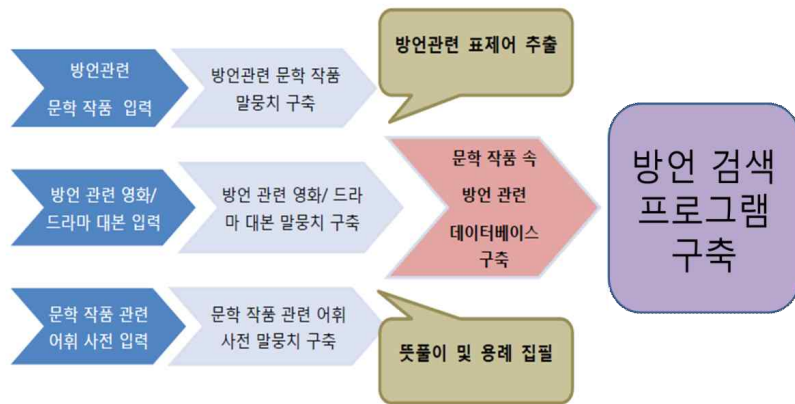 방언관련
문학 작품 입력
방언관련 문학 작품
말뭉치 구축
방언관련 표제어 추출
방언 관련 영화/
드라마 대본 입력
방언 관련 영화/ 드라
마 대본 말뭉치 구축
문학 작품 속
방언 관련
데이터베이스
구축
방언 검색
프로그램
구축
문학 작품 관련
어휘 사전 입력
문학 작품 관련 어휘
사전 말뭉치 구축
뜻풀이 및 용례 집필